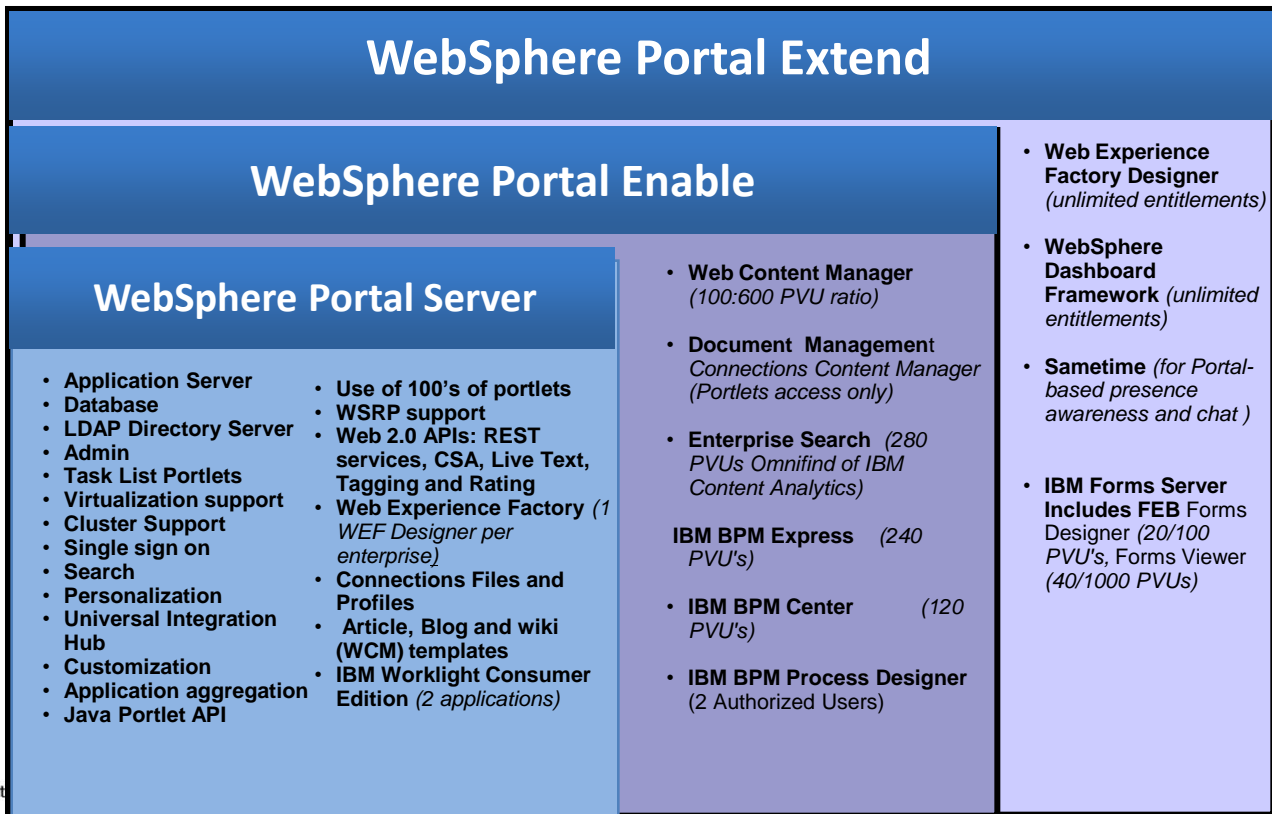 WebSphere Portal Extend
WebSphere Portal Enable
WebSphere Portal Server
• Application Server
• Database
• LDAP Directory Server
• Admin
• Task List Portlets
• Virtualization support
• Cluster Support
• Single sign on
• Search
• Personalization
• Universal Integration
Hub
• Customization
• Application aggregation
• Java Portlet API
• Use of 100's of portlets
• WSRP support
• Web 2.0 APIs: REST
services, CSA, Live Text,
Tagging and Rating
• Web Experience Factory (1
WEF Designer per
enterprise)
• Connections Files and
Profiles
• Article, Blog and wiki
(WCM) templates
• IBM Worklight Consumer
Edition (2 applications)
• Web Content Manager
(100:600 PVU ratio)
• Document Management
Connections Content Manager
(Portlets access only)
• Enterprise Search (280
PVUs Omnifind of IBM
Content Analytics)
IBM BPM Express (240
PVU's)
• IBM BPM Center (120
PVU's)
• IBM BPM Process Designer
(2 Authorized Users)
• Web Experience
Factory Designer
(unlimited entitlements)
• WebSphere
Dashboard
Framework (unlimited
entitlements)
• Sametime (for Portal-
based presence
awareness and chat )
• IBM Forms Server
Includes FEB Forms
Designer (20/100
PVU's, Forms Viewer
(40/1000 PVUs)
t